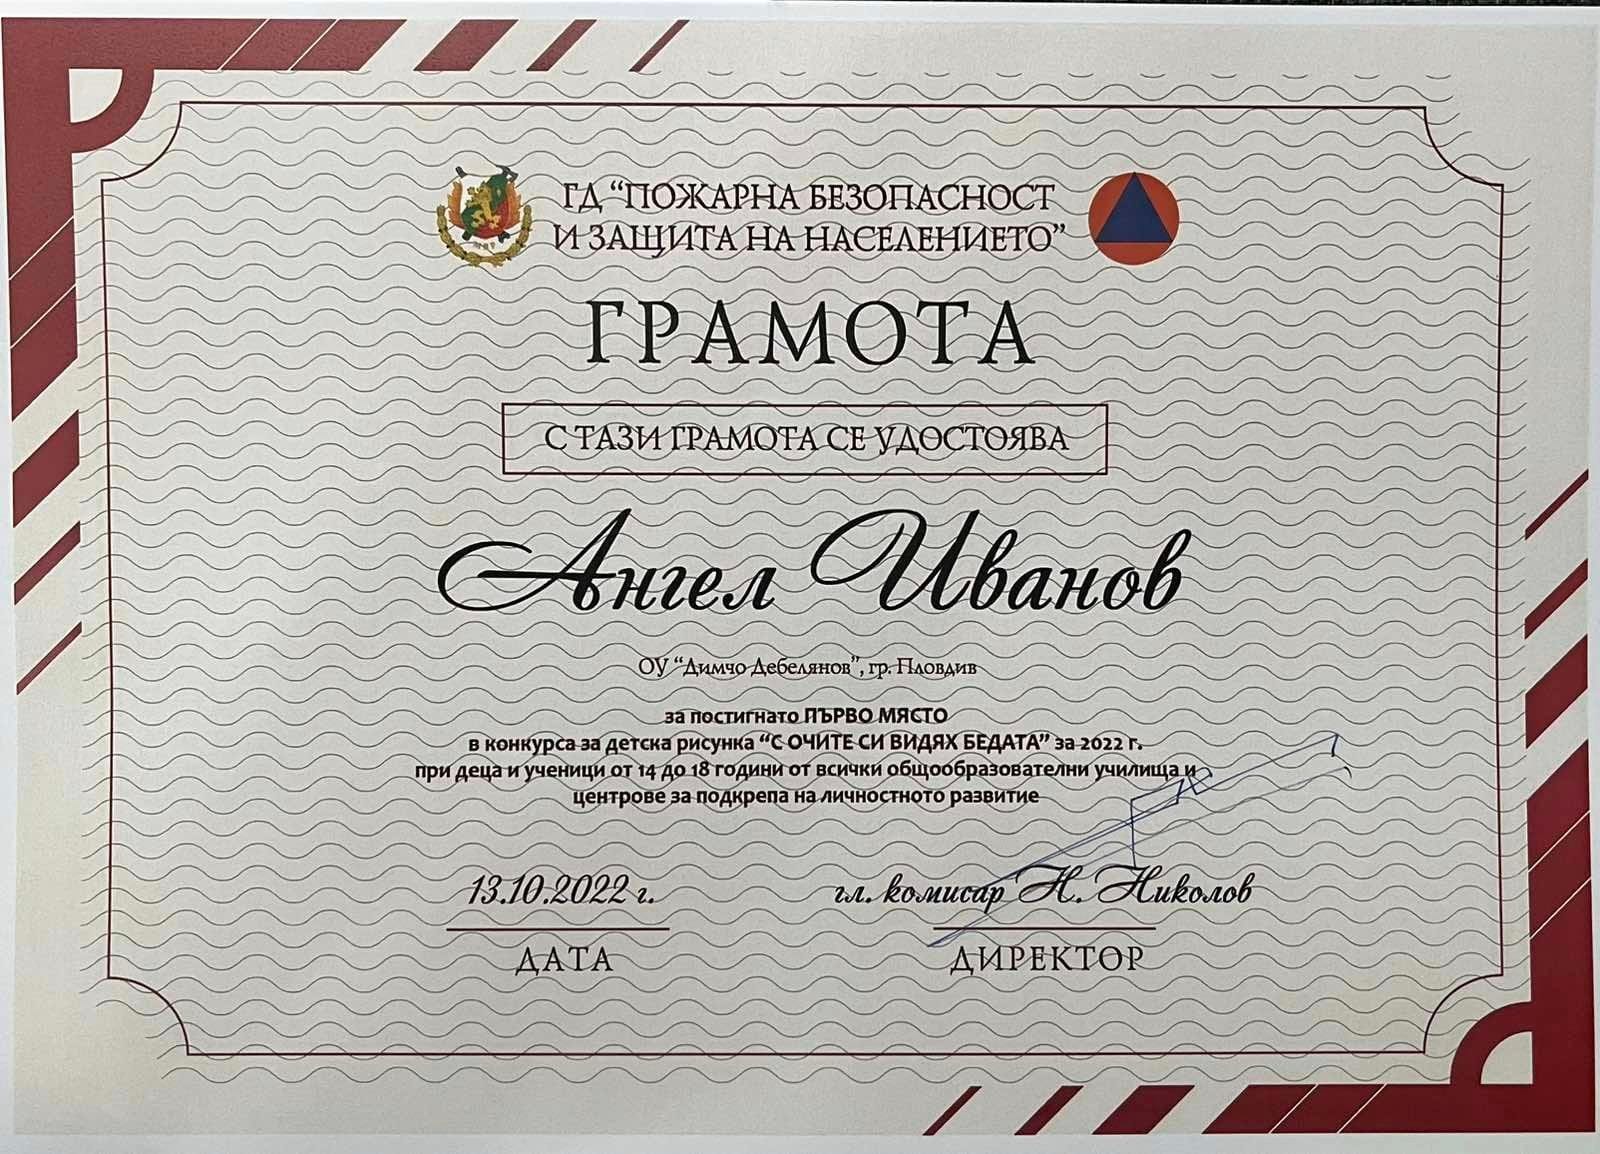 ГД “ПОЖАРНА БЕЗОПАСНОСТ
И ЗАЩИТА НА НАСЕЛЕНИЕТО”
ГРАМОТА
С ТАЗИ ГРАМОТА СЕ УДОСТОЯВА
Ангел Иванов
ОУ “Димчо Дебелянов”, гр. Пловдив
за постигнато ПЪРВО МЯСТО
в конкурса за детска рисунка “С ОЧИТЕ СИ ВИДЯХ БЕДАТА” за 2022 г.
при деца и ученици от 14 до 18 години от всички общообразователни училища и
центрове за подкрепа на личностното развитие
13.10.2022 г.
ДАТА
гл. комисар Н. Николов
ДИРЕКТОР